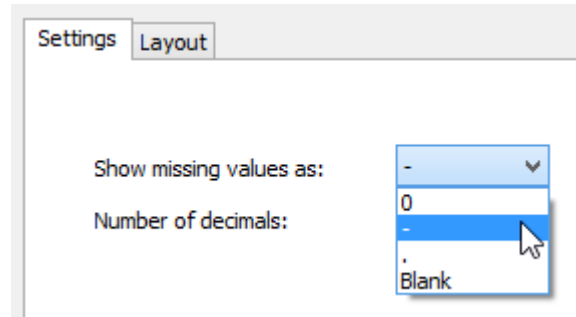 Settings Layout
Show missing values as: -
Number of decimals:
0
-
.
Blank